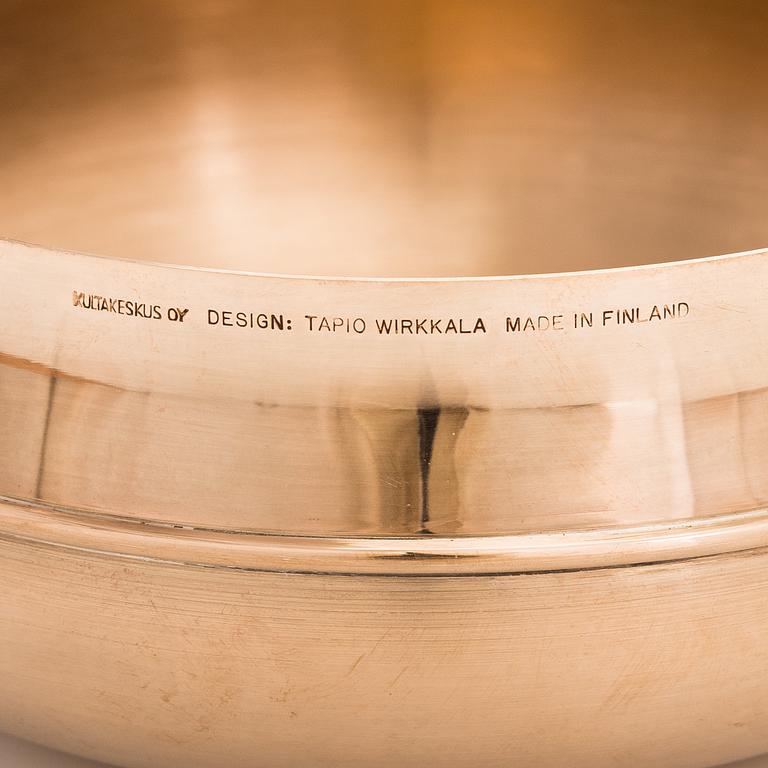 KULTAKESKUS OY DESIGN: TAPIO WIRKKALA MADE IN FINLAND